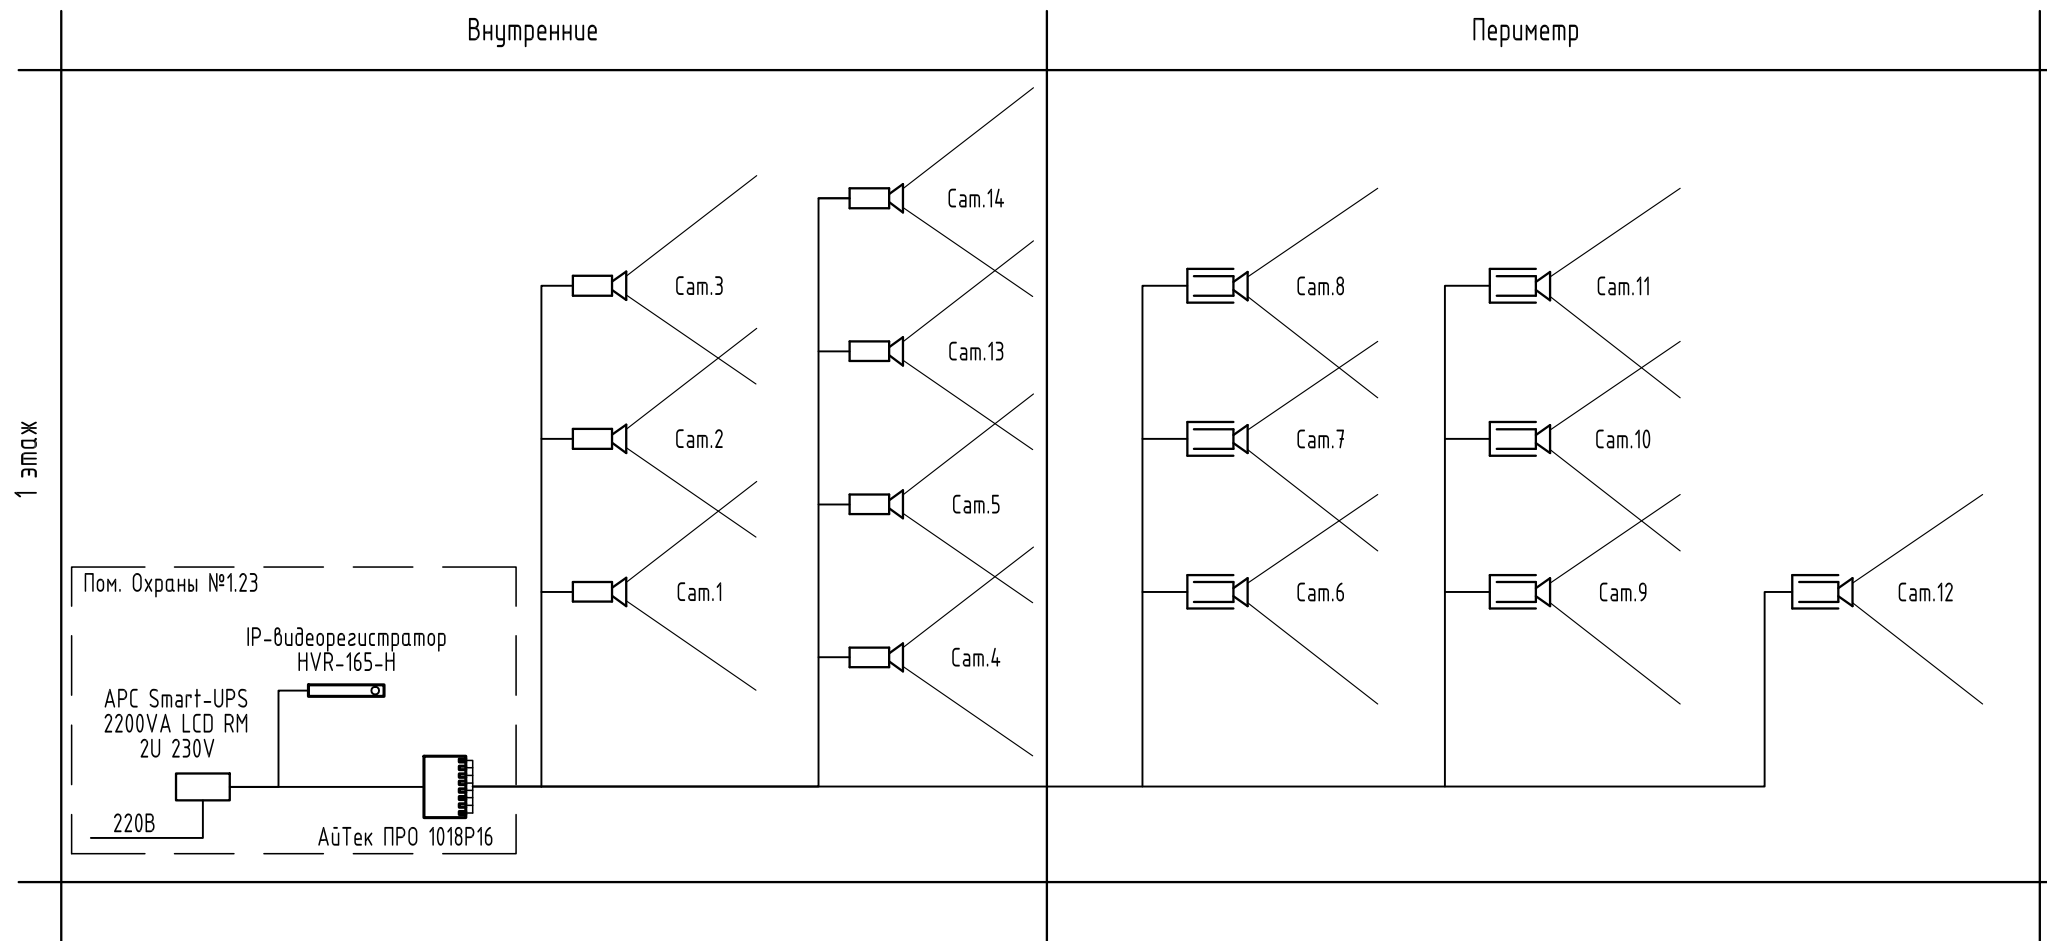 Внутренние
Периметр
1 этаж
Cam.14
Cam.3
Cam.8
Cam.11
Cam.13
Cam.2
Cam.7
Cam.10
Cam.5
Cam.1
Cam.6
Cam.9
Cam.12
Cam.4
Пом. Охраны №1.23
IP-видеорегистратор
HVR-165-H
APC Smart-UPS
2200VA LCD RM
2U 230V
220В
АйТек ПРО 1018P16